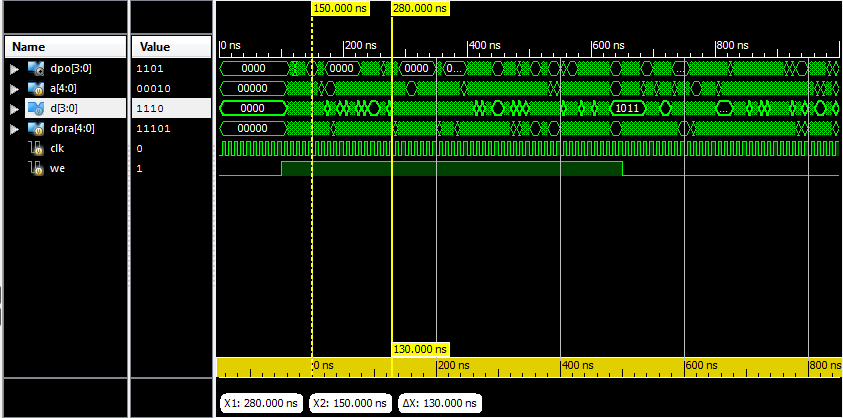 150.000 ns 280.000 ns
Name Value 0 ns 200 ns 400 ns 600 ns 800 ns
dpo[3:0] 1101 0000 0000 0000 0... ...
a[4:0] 00010 00000
d[3:0] 1110 0000 1011 ...
dpra[4:0] 11101 00000
clk 0
we 1
130.000 ns
0 ns 200 ns 400 ns 600 ns 800 ns
X1: 280.000 ns X2: 150.000 ns ΔX: 130.000 ns